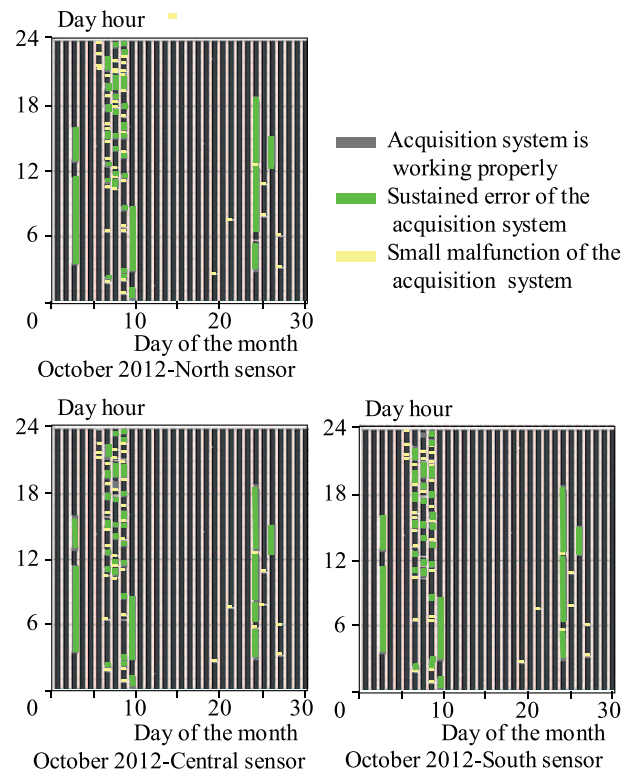 Day hour
24
18
12
6
0
10
20
30
Day of the month
October 2012-North sensor
Acquisition system is
working properly
Sustained error of the
acquisition system
Small malfunction of the
acquisition system
Day hour
24
18
12
6
0
10
20
30
Day of the month
October 2012-Central sensor
Day hour
24
18
12
6
0
10
20
30
Day of the month
October 2012-South sensor